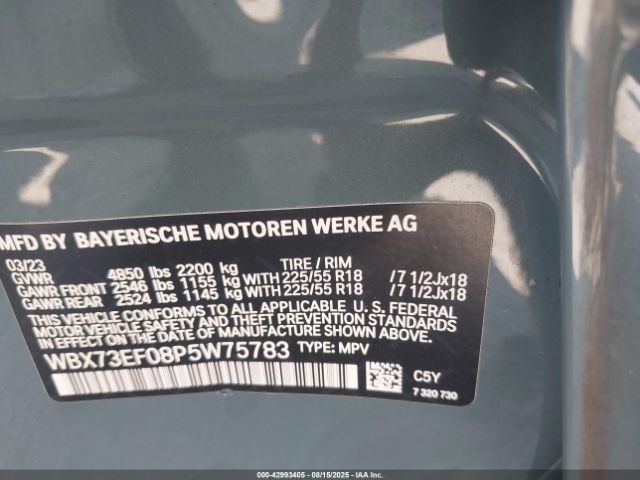 MFD BY BAYERISCHE MOTOREN WERKE AG
03/23 TIRE / RIM
GVWR 4850 lbs 2200 kg
GAWR FRONT 2546 lbs 1155 kg WITH 225/55 R18 /7 1/2Jx18
GAWR REAR 2524 lbs 1145 kg WITH 225/55 R18 /7 1/2Jx18
THIS VEHICLE CONFORMS TO ALL APPLICABLE U. S. FEDERAL
MOTOR VEHICLE SAFETY AND THEFT PREVENTION STANDARDS
IN EFFECT ON THE DATE OF MANUFACTURE SHOWN ABOVE.
WBX73EF08P5W75783 TYPE: MPV
C5Y
7 320 730
000-42993405 - 08/15/2025 - IAA Inc.